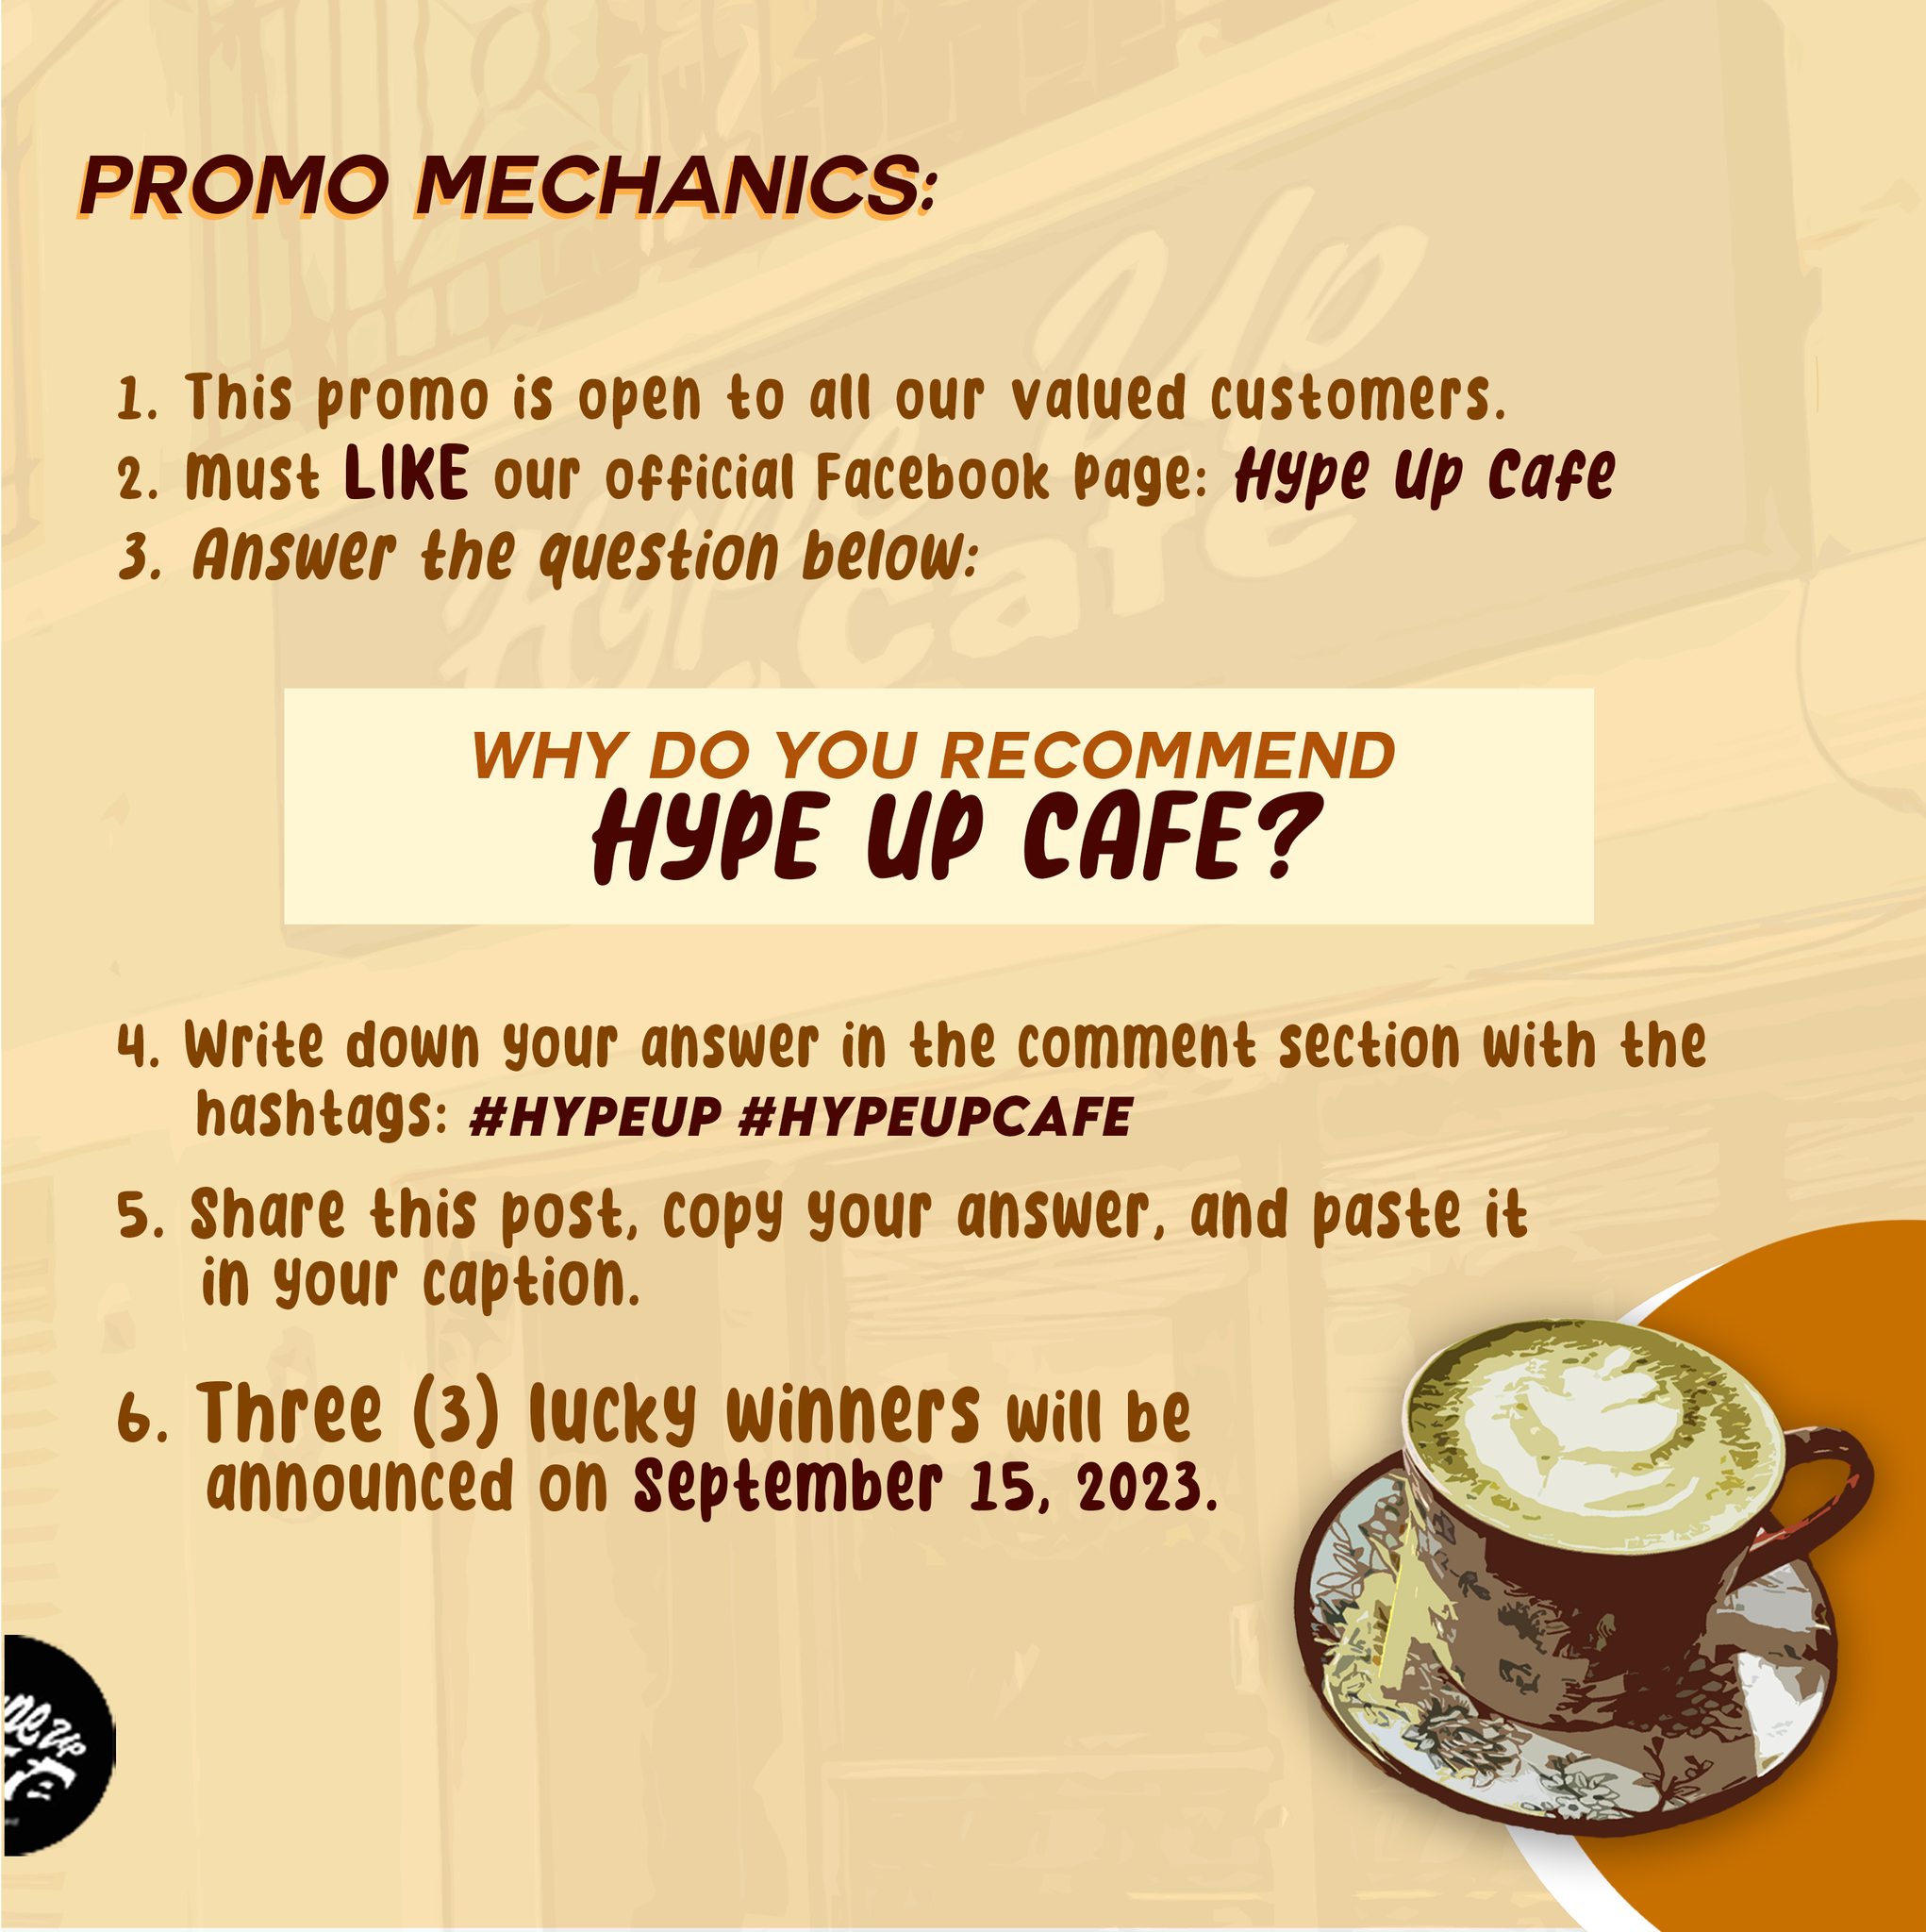 PROMO MECHANICS:
1. This promo is open to all our valued customers.
2. Must LIKE our official Facebook Page: Hype Up Cafe
3. Answer the question below:
Hype Up
Cafe
WHY DO YOU RECOMMEND
HYPE UP CAFE?
4. Write down your answer in the comment section with the
hashtags: #HYPEUP #HYPEUPCAFE
5. Share this post, copy your answer, and paste it
in your caption.
6. Three (3) lucky winners will be
announced on September 15, 2023.